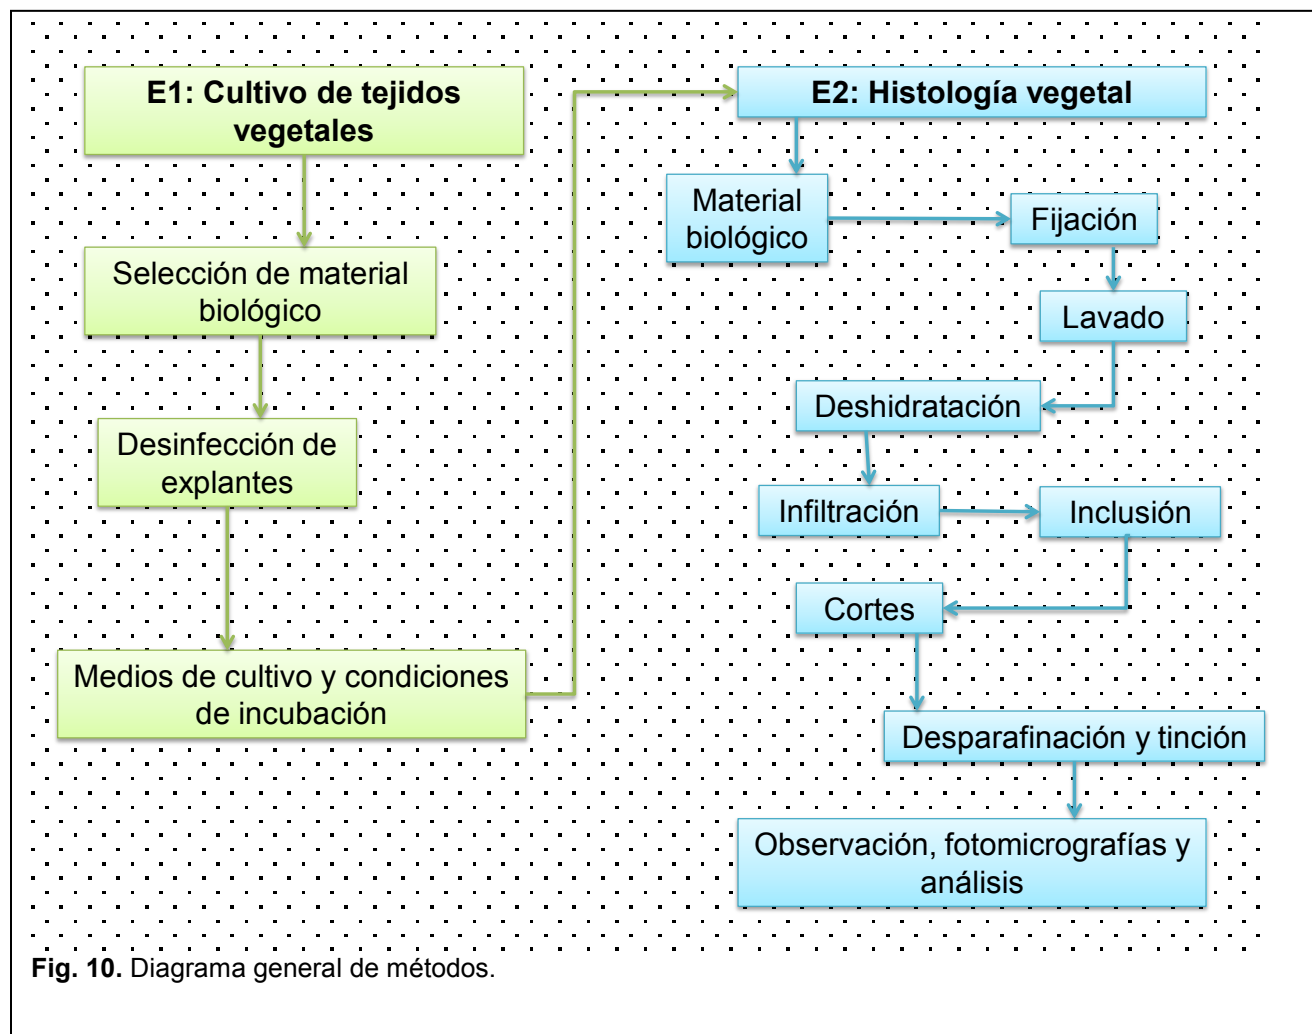 E1: Cultivo de tejidos
vegetales
Selección de material
biológico
Desinfección de
explantes
Medios de cultivo y condiciones
de incubación
E2: Histología vegetal
Material
biológico
Fijación
Lavado
Deshidratación
Infiltración
Inclusión
Cortes
Desparafinación y tinción
Observación, fotomicrografías y
análisis
Fig. 10. Diagrama general de métodos.